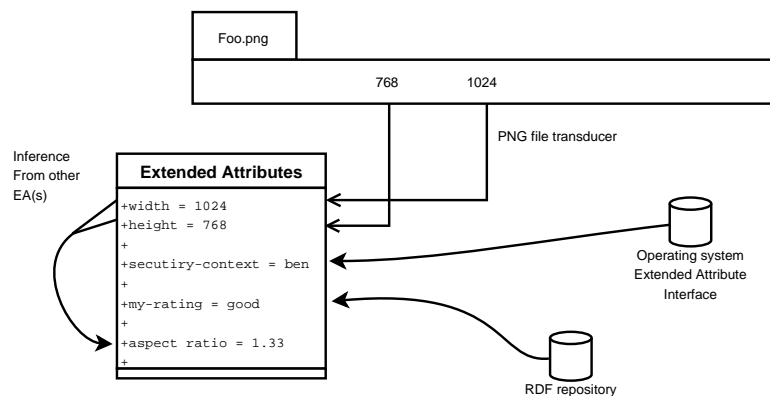 Foo.png
768 1024
PNG file transducer
Inference
From other
EA(s)
Extended Attributes
+width = 1024
+height = 768
+
+secutiry-context = ben
+
+my-rating = good
+
+aspect ratio = 1.33
+
Operating system
Extended Attribute
Interface
RDF repository